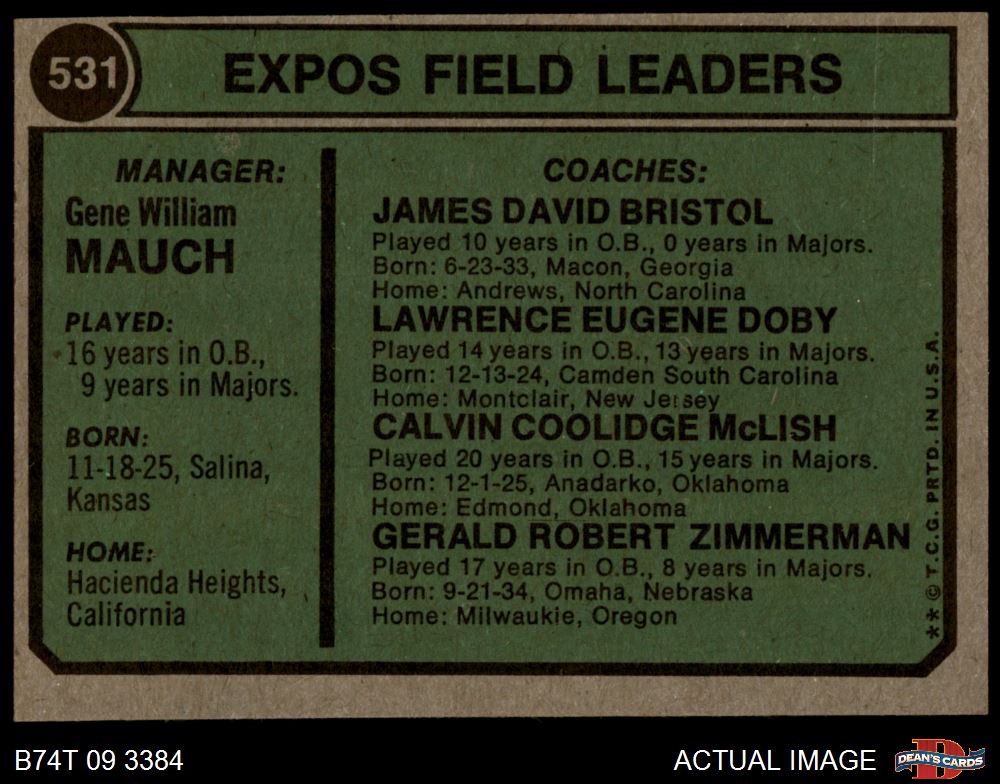 531
EXPOS FIELD LEADERS
MANAGER:
Gene William
MAUCH
PLAYED:
16 years in O.B.,
9 years in Majors.
BORN:
11-18-25, Salina,
Kansas
HOME:
Hacienda Heights,
California
COACHES:
JAMES DAVID BRISTOL
Played 10 years in O.B., 0 years in Majors.
Born: 6-23-33, Macon, Georgia
Home: Andrews, North Carolina
LAWRENCE EUGENE DOBY
Played 14 years in O.B., 13 years in Majors.
Born: 12-13-24, Camden South Carolina
Home: Montclair, New Jersey
CALVIN COOLIDGE McLISH
Played 20 years in O.B., 15 years in Majors.
Born: 12-1-25, Anadarko, Oklahoma
Home: Edmond, Oklahoma
GERALD ROBERT ZIMMERMAN
Played 17 years in O.B., 8 years in Majors.
Born: 9-21-34, Omaha, Nebraska
Home: Milwaukie, Oregon
** © T.C.G. PRTD. IN U.S.A.
B74T 09 3384
ACTUAL IMAGE
D
DEAN'S CARDS